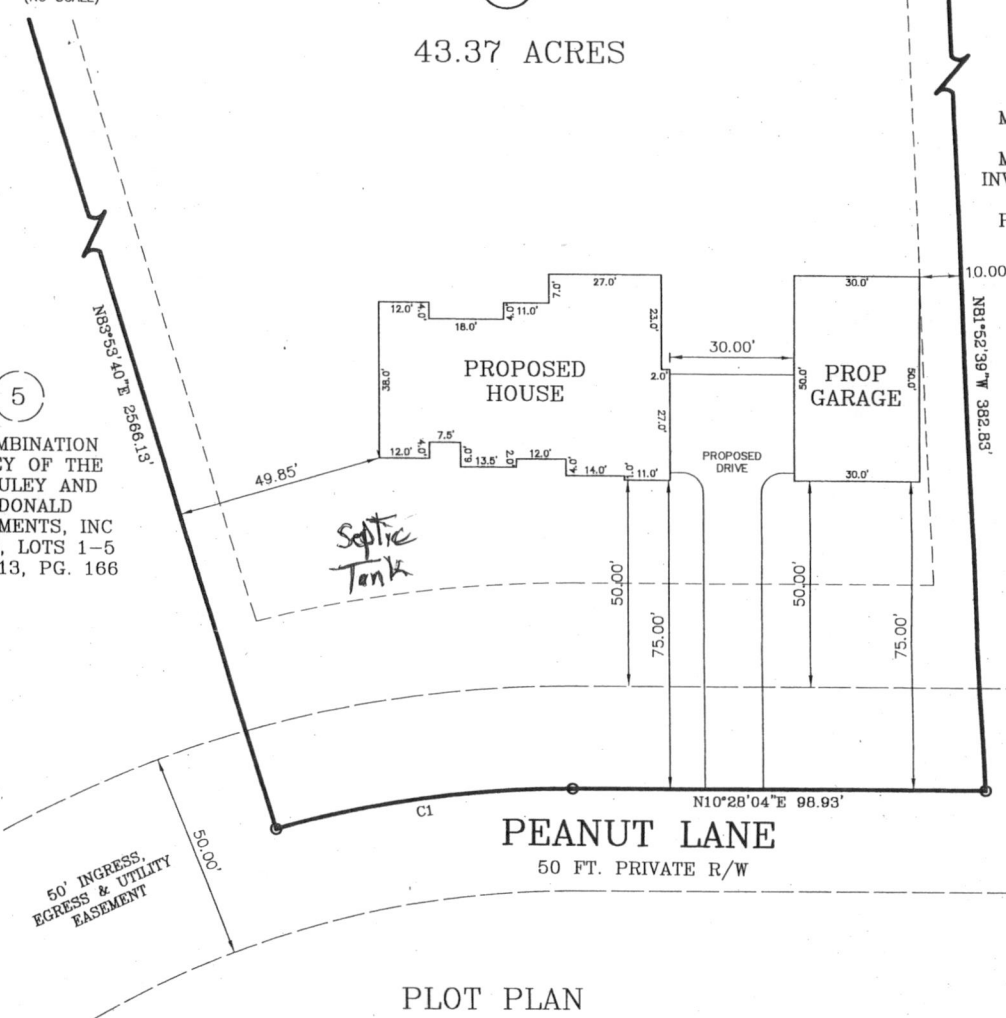 43.37 ACRES
10.00
N81°52'39"W 382.83'
N83°53'40"E 2566.13'
27.0'
7.0'
12.0'
4.0'
18.0'
4.0'
11.0'
23.0'
30.0'
30.00'
PROPOSED
HOUSE
38.0'
2.0'
27.0'
50.0'
PROP
GARAGE
50.0'
30.0'
5
MBINATION
EY OF THE
ULEY AND
DONALD
MENTS, INC
, LOTS 1-5
13, PG. 166
7.5'
12.0'
4.0'
6.0'
13.5'
2.0'
12.0'
4.0'
14.0'
11.0'
PROPOSED
DRIVE
49.85'
Septic
Tank
50.00'
75.00'
50.00'
75.00'
C1
N10°28'04"E 98.93'
PEANUT LANE
50 FT. PRIVATE R/W
50.00'
50' INGRESS,
EGRESS & UTILITY
EASEMENT
PLOT PLAN